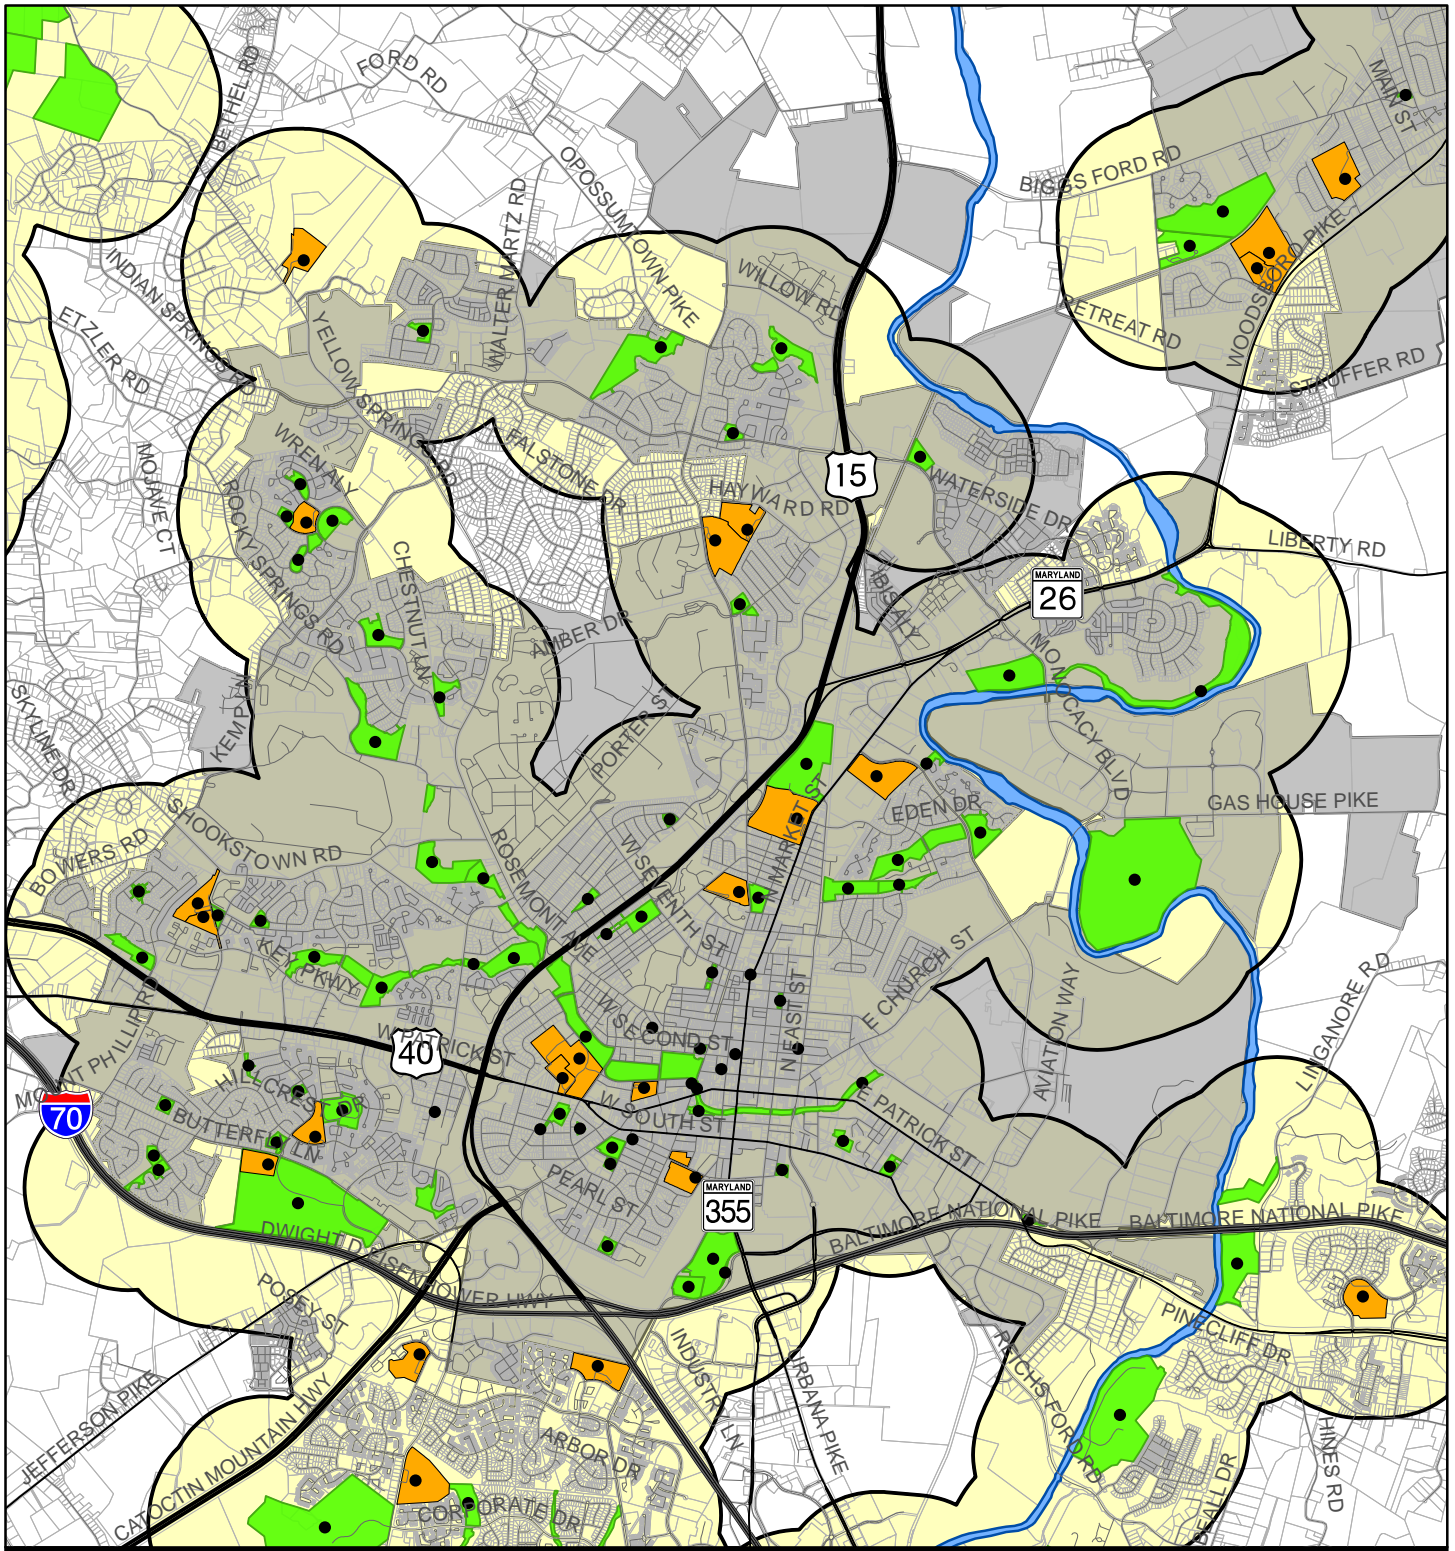 FORD RD
BETHEL RD
MAIN ST
OPOSSUMTOWN PIKE
WALTER MARTZ RD
BIGGS FORD RD
WILLOW RD
INDIAN SPRINGS RD
ETZLER RD
YELLOW SPRINGS RD
WOODSBORO PIKE
RETREAT RD
STAUFFER RD
MOJAVE CT
WREN ALY
FALSTONE DR
15
HAYWARD RD
WATERSIDE DR
ROCKY SPRINGS RD
CHESTNUT LN
LIBERTY RD
IBIS ALY
MARYLAND
26
AMBER DR
MONOCACY BLVD
KEMP LN
SKYLINE DR
PORTER ST
GAS HOUSE PIKE
EDEN DR
N MARKET ST
SHOOKSTOWN RD
BOWERS RD
ROSEMONT AVE
W SEVENTH ST
KEY PKWY
E CHURCH ST
LINGANORE RD
AVIATION WAY
N EAST ST
W SECOND ST
W PATRICK ST
40
MOUNT PHILLIP RD
70
HILLCREST DR
BUTTERFLY LN
W SOUTH ST
E PATRICK ST
PEARL ST
MARYLAND
355
BALTIMORE NATIONAL PIKE
BALTIMORE NATIONAL PIKE
DWIGHT D EISENHOWER HWY
POSEY ST
PINECLIFF DR
INDUSTRY LN
URBANA PIKE
REICHS FORD RD
JEFFERSON PIKE
CATOCTIN MOUNTAIN HWY
ARBOR DR
CORPORATE DR
BEALL DR
HINES RD